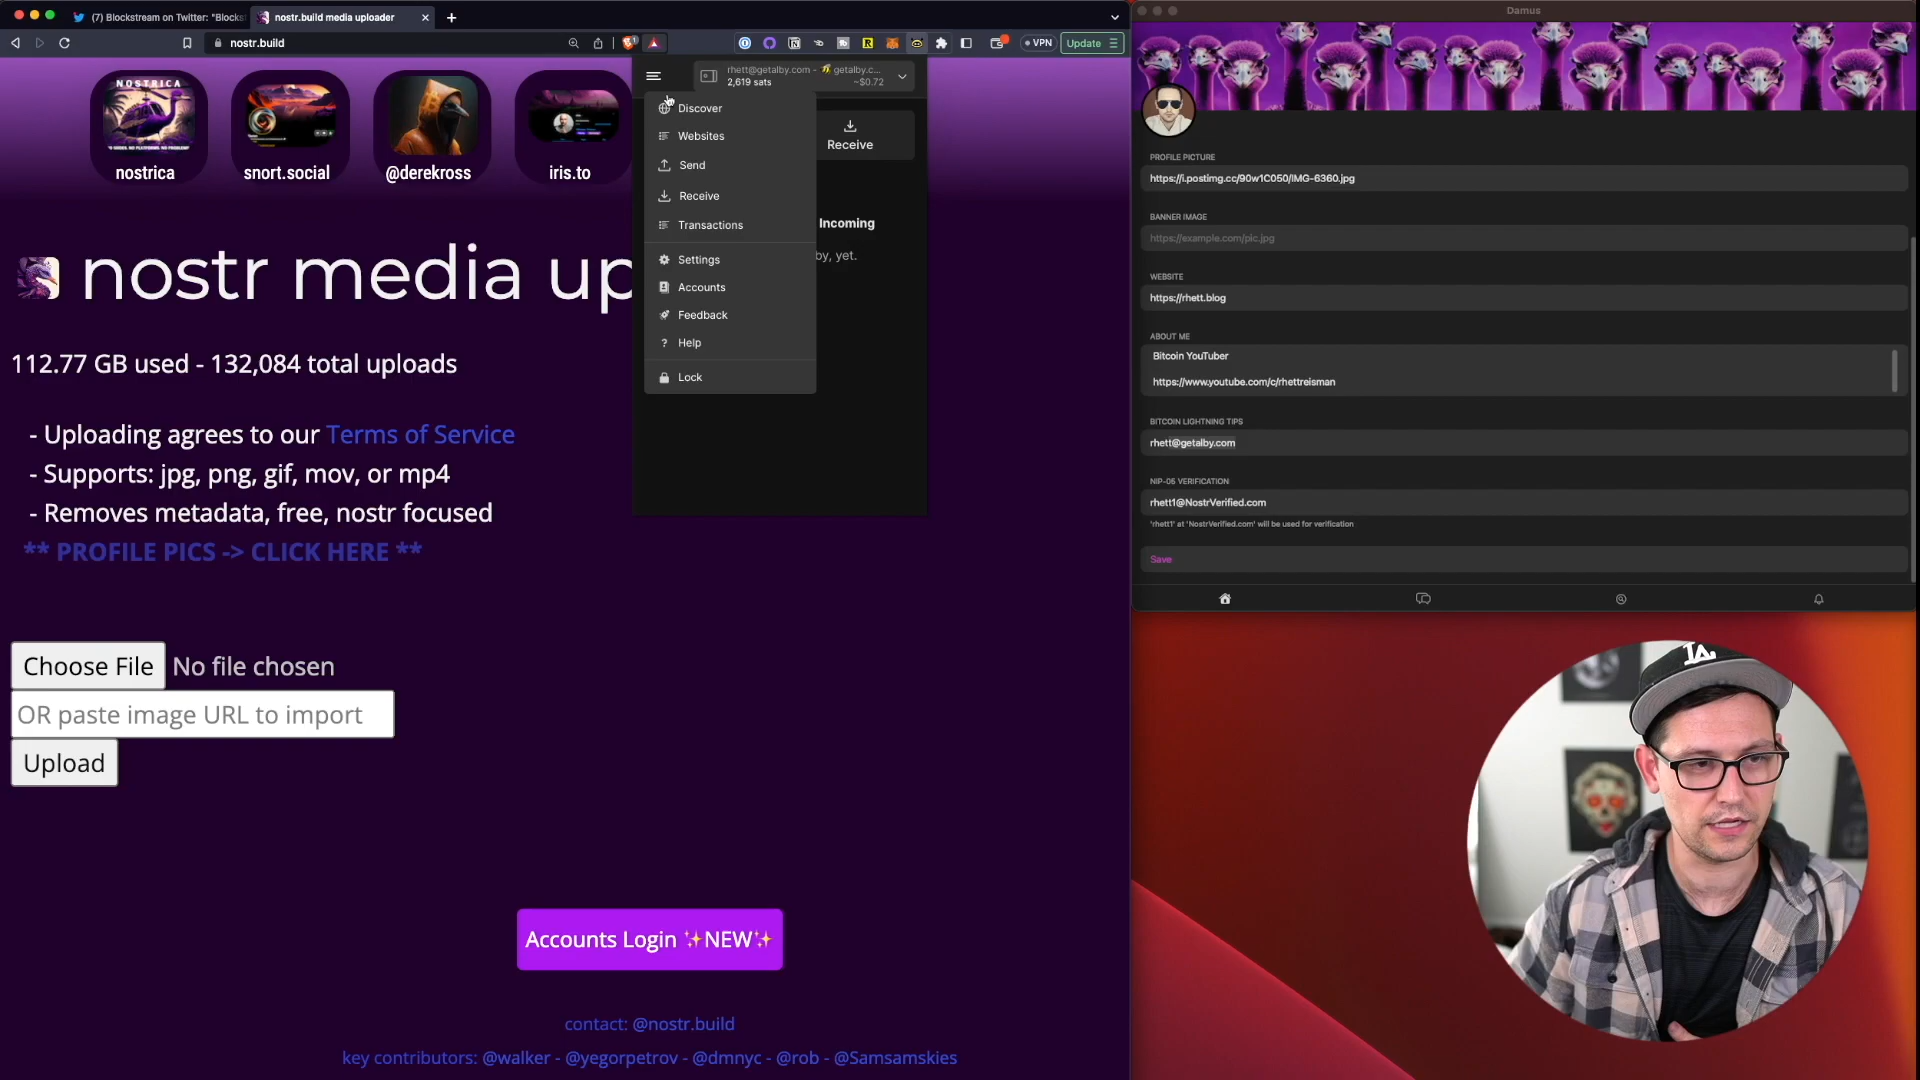 (7) Blockstream on Twitter: "Blocks
nostr.build media uploader
Damus
nostr.build
VPN
Update
NOSTRICA
nostrica
snort.social
@derekross
iris.to
nostr media up
112.77 GB used - 132,084 total uploads
- Uploading agrees to our Terms of Service
- Supports: jpg, png, gif, mov, or mp4
- Removes metadata, free, nostr focused
** PROFILE PICS -> CLICK HERE **
Choose File No file chosen
OR paste image URL to import
Upload
Accounts Login ✨NEW✨
contact: @nostr.build
key contributors: @walker - @yegorpetrov - @dmnyc - @rob - @Samsamskies
rhett@getalby.com - 🐝 getalby.c...
2,619 sats
~$0.72
Discover
Websites
Send
Receive
Transactions
Settings
Accounts
Feedback
Help
Lock
Receive
Incoming
by, yet.
PROFILE PICTURE
https://i.postimg.cc/90w1C050/IMG-6360.jpg
BANNER IMAGE
https://example.com/pic.jpg
WEBSITE
https://rhett.blog
ABOUT ME
Bitcoin YouTuber
https://www.youtube.com/c/rhettreisman
BITCOIN LIGHTNING TIPS
rhett@getalby.com
NIP-05 VERIFICATION
rhett1@NostrVerified.com
'rhett1' at 'NostrVerified.com' will be used for verification
Save
LA